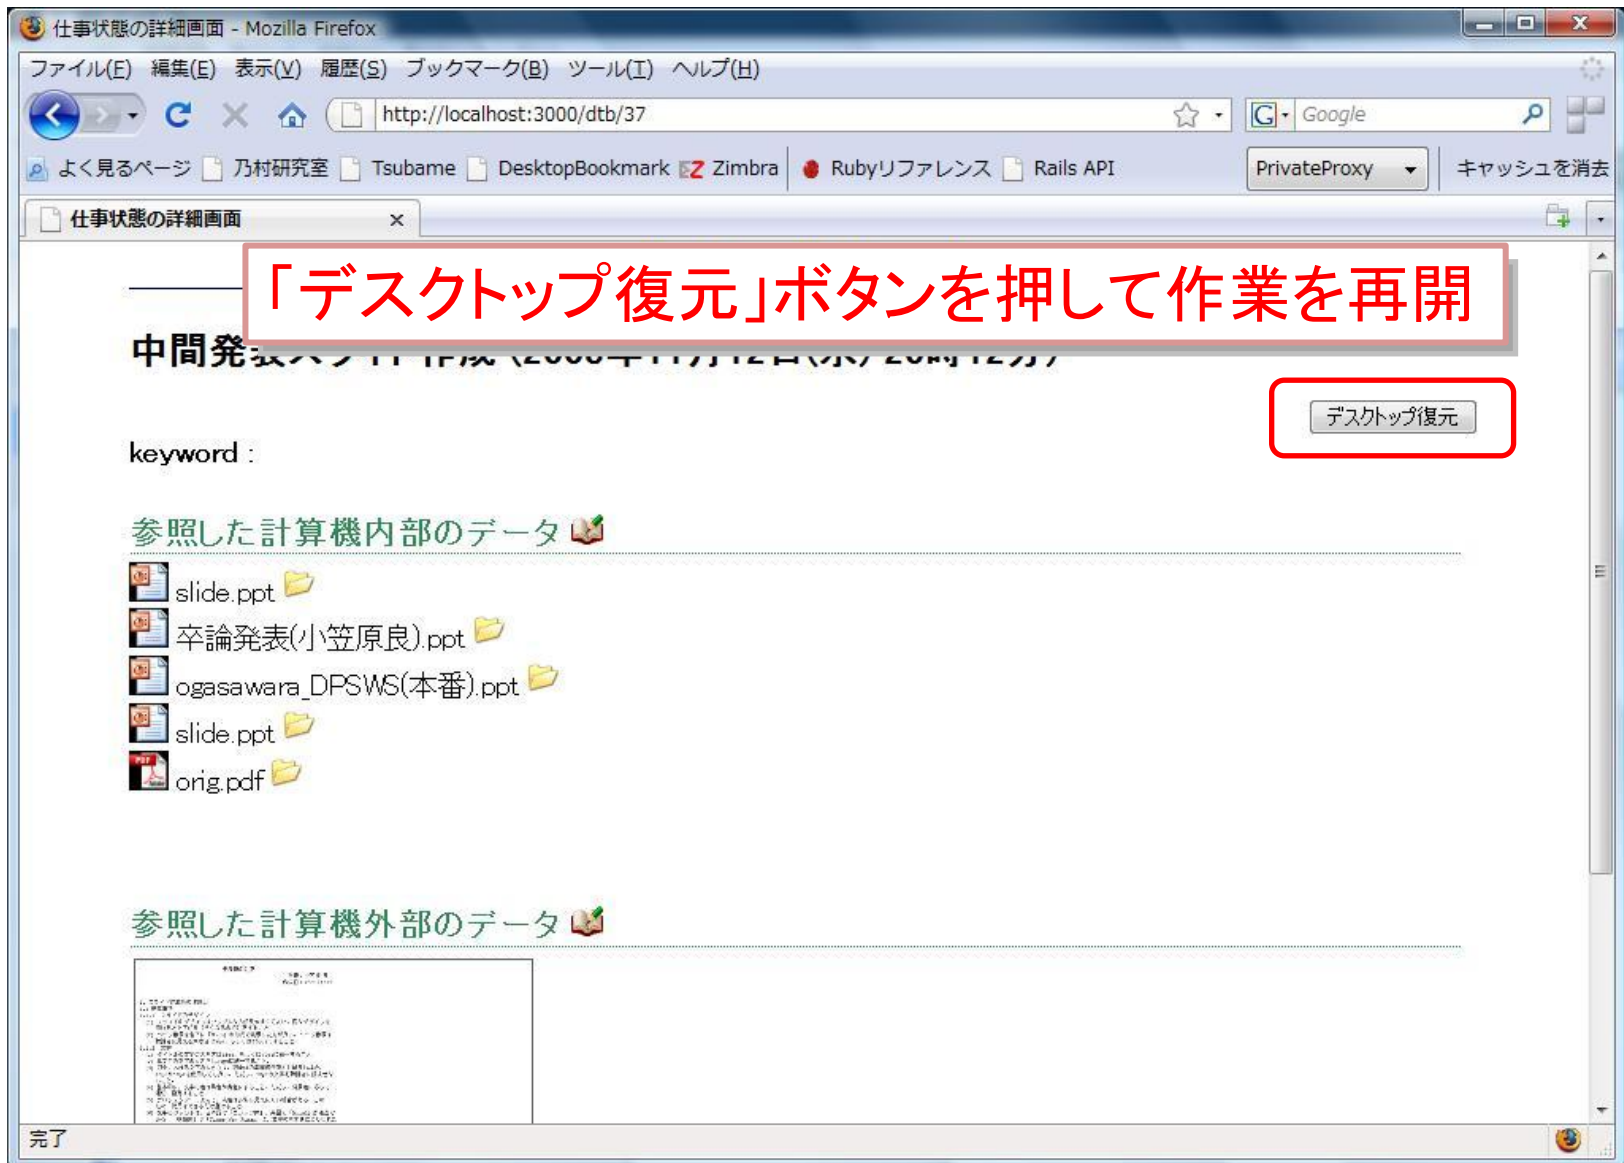 仕事状態の詳細画面 - Mozilla Firefox
ファイル(F) 編集(E) 表示(V) 履歴(S) ブックマーク(B) ツール(T) ヘルプ(H)
http://localhost:3000/dtb/37
G Google
よく見るページ 乃村研究室 Tsubame DesktopBookmark Zimbra Rubyリファレンス Rails API PrivateProxy キャッシュを消去
仕事状態の詳細画面
「デスクトップ復元」ボタンを押して作業を再開
中間発表スライド作成
デスクトップ復元
keyword :
参照した計算機内部のデータ
slide.ppt
卒論発表(小笠原良).ppt
ogasawara_DPSWS(本番).ppt
slide.ppt
PDF orig.pdf
参照した計算機外部のデータ
完了